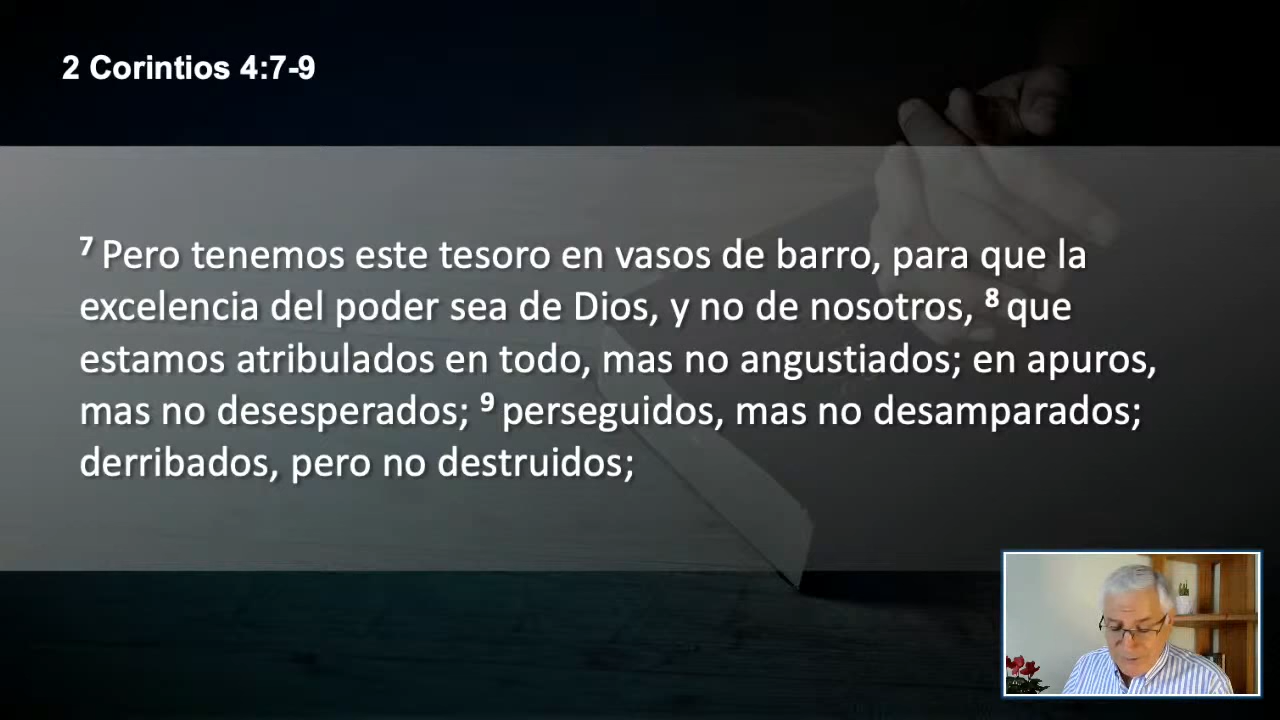 2 Corintios 4:7-9
⁷ Pero tenemos este tesoro en vasos de barro, para que la
excelencia del poder sea de Dios, y no de nosotros, ⁸ que
estamos atribulados en todo, mas no angustiados; en apuros,
mas no desesperados; ⁹ perseguidos, mas no desamparados;
derribados, pero no destruidos;